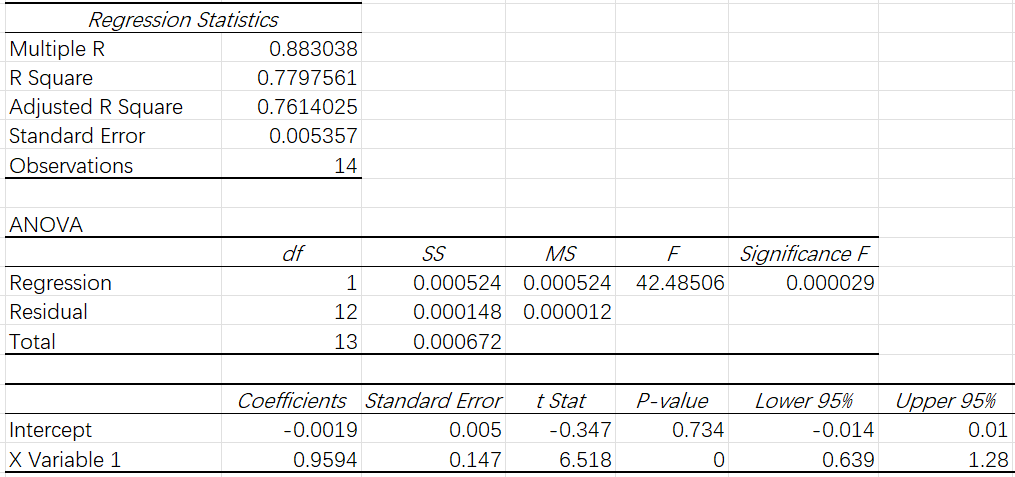 Regression Statistics
Multiple R 0.883038
R Square 0.7797561
Adjusted R Square 0.7614025
Standard Error 0.005357
Observations 14
ANOVA
df SS MS F Significance F
Regression 1 0.000524 0.000524 42.48506 0.000029
Residual 12 0.000148 0.000012
Total 13 0.000672
Coefficients Standard Error t Stat P-value Lower 95% Upper 95%
Intercept -0.0019 0.005 -0.347 0.734 -0.014 0.01
X Variable 1 0.9594 0.147 6.518 0 0.639 1.28